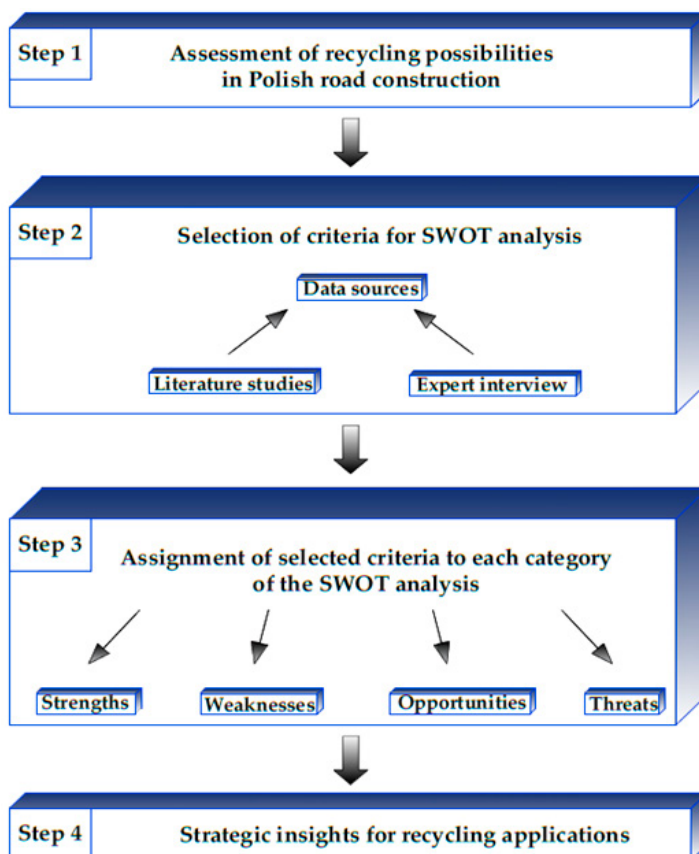 Step 1
Assessment of recycling possibilities
in Polish road construction
Step 2
Selection of criteria for SWOT analysis
Data sources
Literature studies
Expert interview
Step 3
Assignment of selected criteria to each category
of the SWOT analysis
Strengths
Weaknesses
Opportunities
Threats
Step 4
Strategic insights for recycling applications